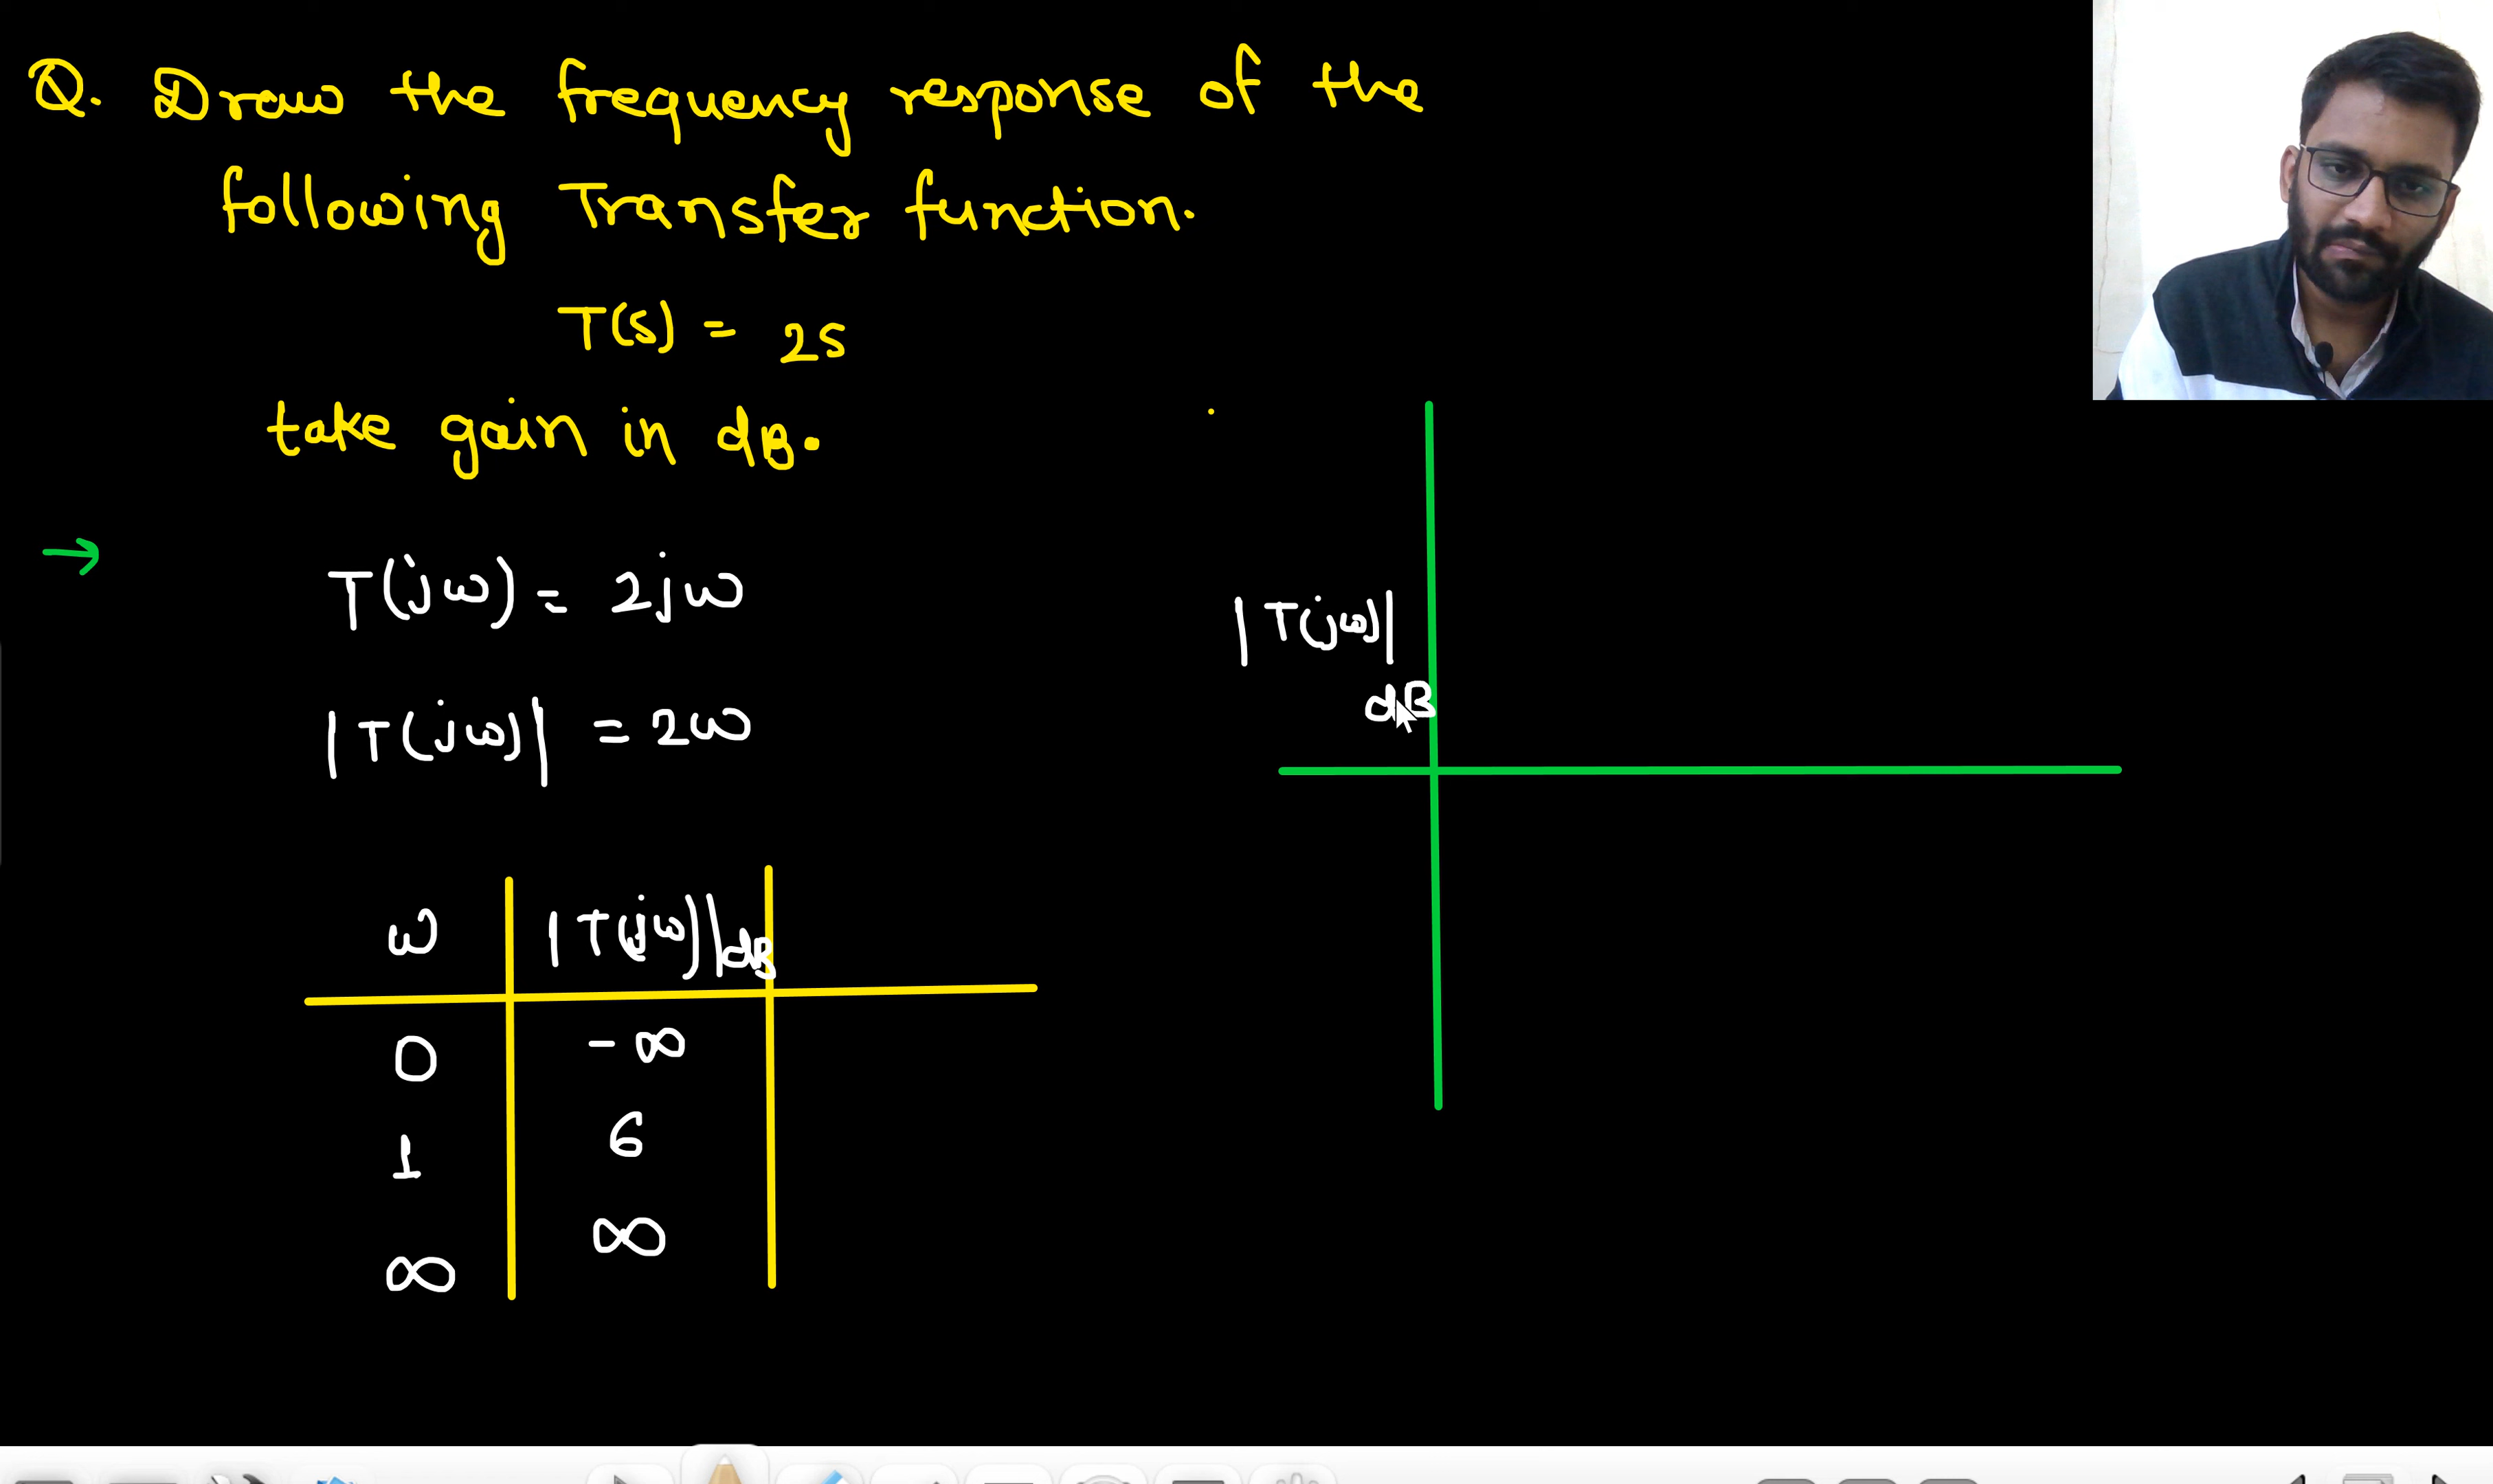 Q. Draw the frequency response of the
following Transfer function.
T(s) = 2s
take gain in dB.
→
T(jω) = 2jω
|T(jω)| = 2ω
ω |T(jω)|dB
0 -∞
1 6
∞ ∞
|T(jω)|
dB